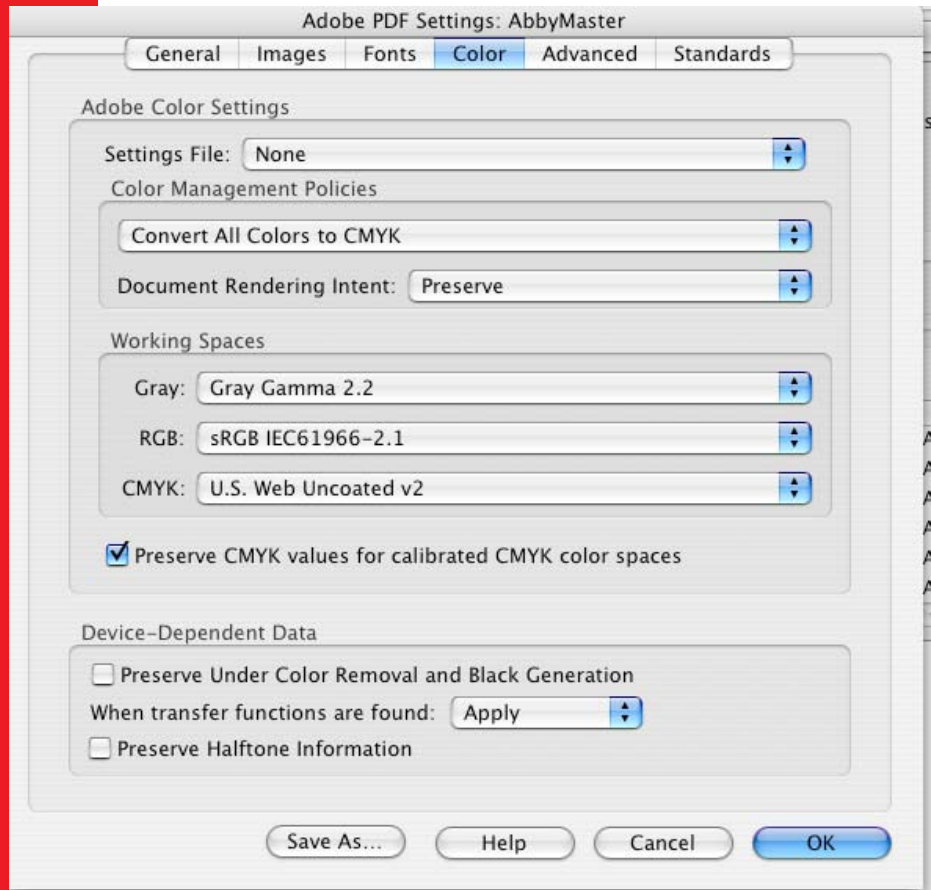 Adobe PDF Settings: AbbyMaster
General Images Fonts Color Advanced Standards
Adobe Color Settings
Settings File: None
Color Management Policies
Convert All Colors to CMYK
Document Rendering Intent: Preserve
Working Spaces
Gray: Gray Gamma 2.2
RGB: sRGB IEC61966-2.1
CMYK: U.S. Web Uncoated v2
Preserve CMYK values for calibrated CMYK color spaces
Device-Dependent Data
Preserve Under Color Removal and Black Generation
When transfer functions are found: Apply
Preserve Halftone Information
Save As... Help Cancel OK